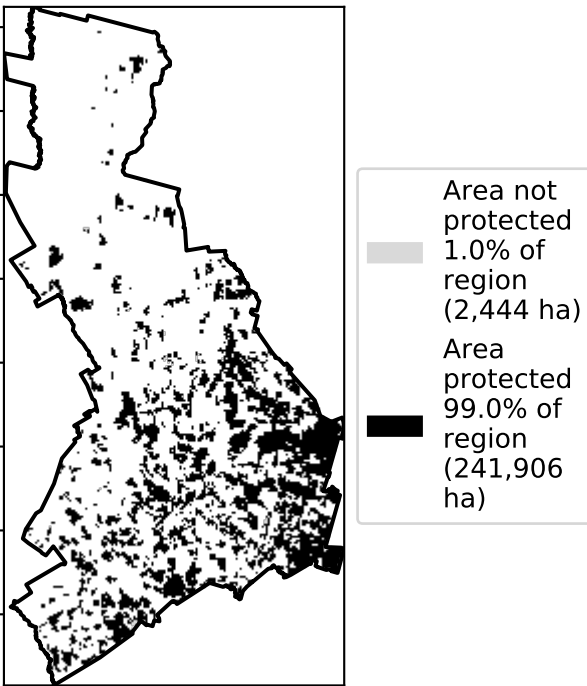 Area not
protected
1.0% of
region
(2,444 ha)
Area
protected
99.0% of
region
(241,906
ha)